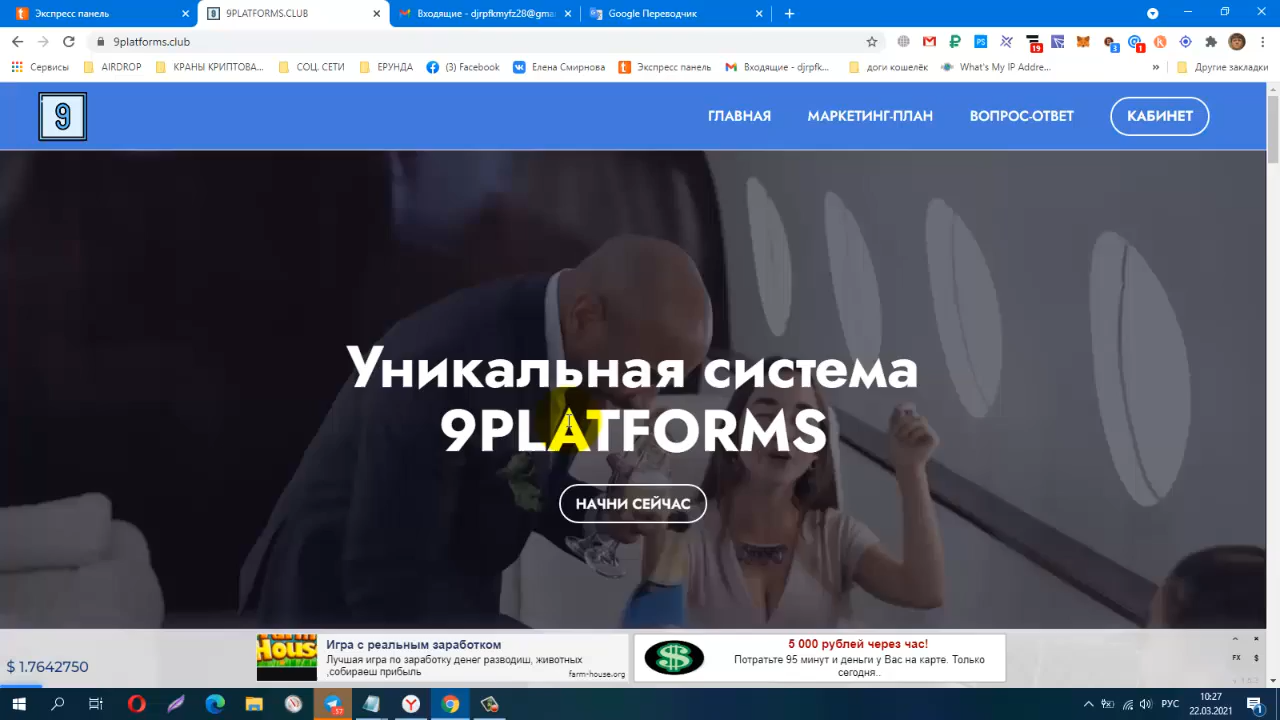 Экспресс панель
9PLATFORMS.CLUB
Входящие - djrpfkmyfz28@gma
Google Переводчик
9platforms.club
19
3
1
Сервисы
AIRDROP
КРАНЫ КРИПТОВА...
СОЦ. СЕТИ
ЕРУНДА
(3) Facebook
Елена Смирнова
Экспресс панель
Входящие - djrpfk...
доги кошелёк
What's My IP Addre...
»
Другие закладки
9
ГЛАВНАЯ
МАРКЕТИНГ-ПЛАН
ВОПРОС-ОТВЕТ
КАБИНЕТ
Уникальная система
9PLATFORMS
НАЧНИ СЕЙЧАС
$ 1.7642750
Игра с реальным заработком
Лучшая игра по заработку денег разводиш, животных
,собираеш прибыль
farm-house.org
5 000 рублей через час!
Потратьте 95 минут и деньги у Вас на карте. Только
сегодня..
FX
$
РУС
10:27
22.03.2021